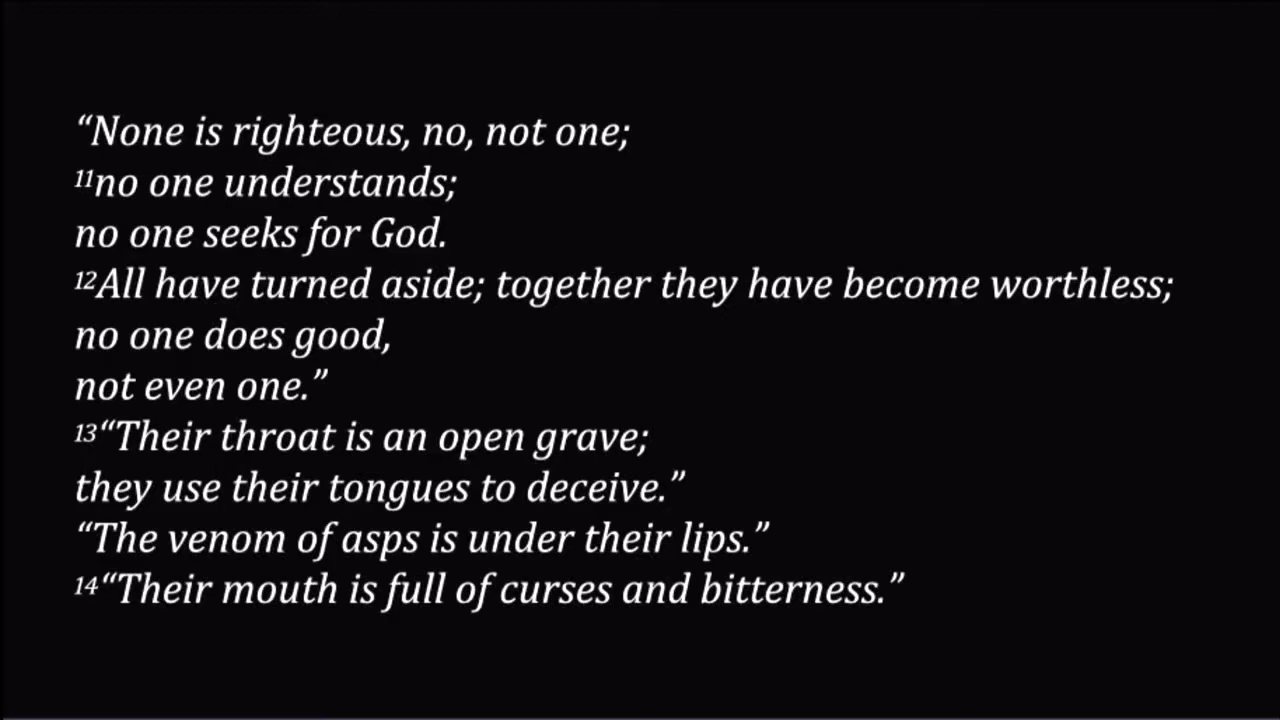 “None is righteous, no, not one;
¹¹no one understands;
no one seeks for God.
¹²All have turned aside; together they have become worthless;
no one does good,
not even one.”
¹³“Their throat is an open grave;
they use their tongues to deceive.”
“The venom of asps is under their lips.”
¹⁴“Their mouth is full of curses and bitterness.”